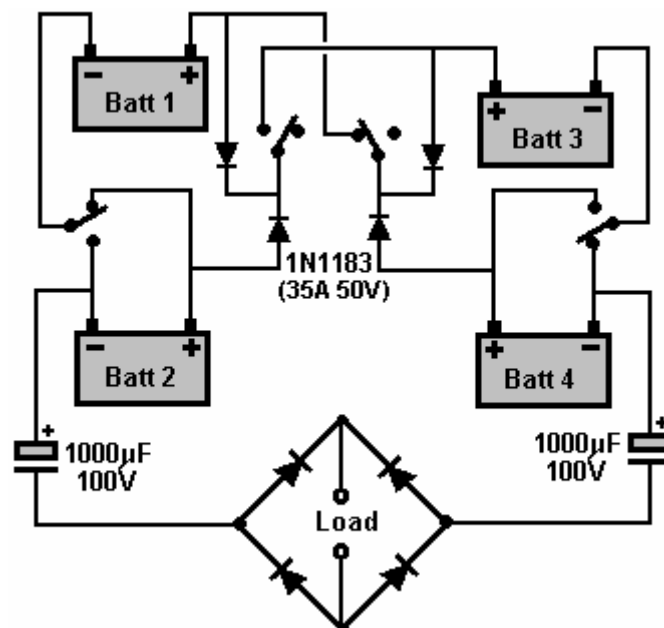 - +
Batt 1
+ -
Batt 3
1N1183
(35A 50V)
- +
Batt 2
+ -
Batt 4
+
1000µF
100V
+
1000µF
100V
Load